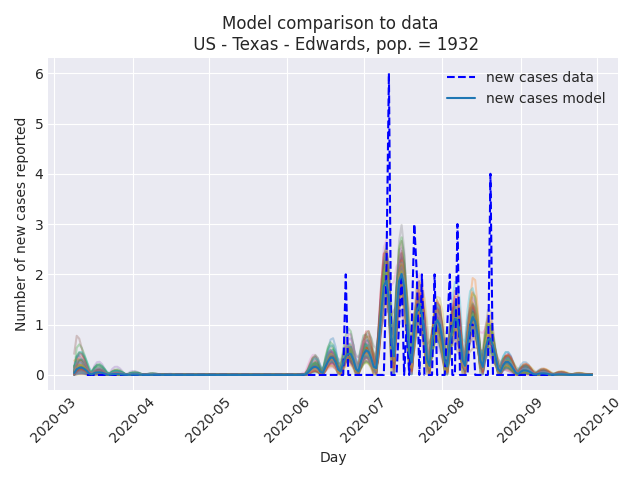 Model comparison to data
US - Texas - Edwards, pop. = 1932
new cases data
new cases model
Number of new cases reported
6
5
4
3
2
1
0
2020-03
2020-04
2020-05
2020-06
2020-07
2020-08
2020-09
2020-10
Day